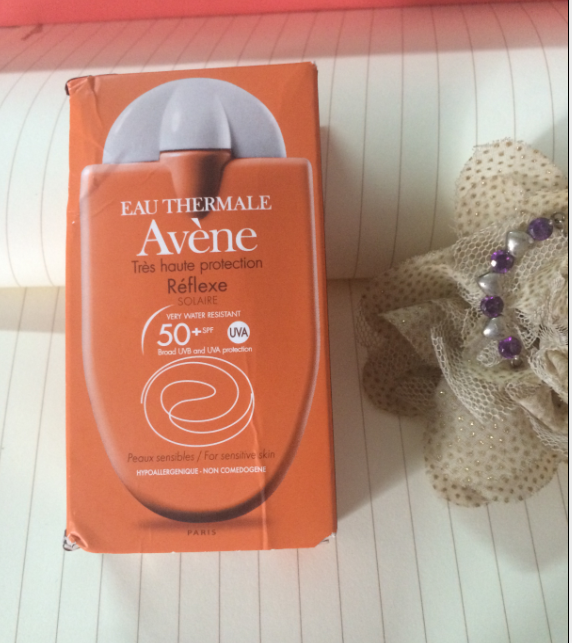 EAU THERMALE
Avène
Très haute protection
Réflexe
SOLAIRE
VERY WATER RESISTANT
50+ SPF UVA
Broad UVB and UVA protection
Peaux sensibles / For sensitive skin
HYPOALLERGENIQUE - NON COMEDOGENE
PARIS